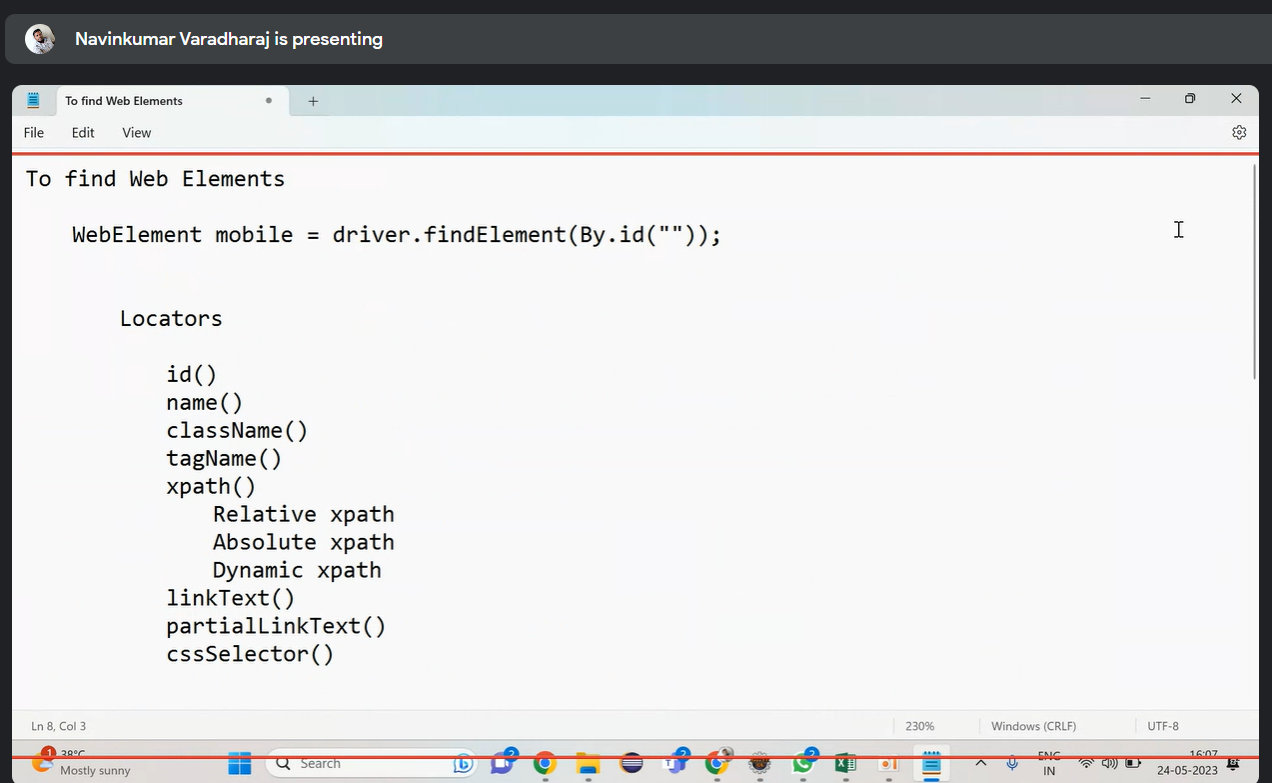 Navinkumar Varadharaj is presenting
To find Web Elements
File Edit View
To find Web Elements
WebElement mobile = driver.findElement(By.id(""));
Locators
id()
name()
className()
tagName()
xpath()
Relative xpath
Absolute xpath
Dynamic xpath
linkText()
partialLinkText()
cssSelector()
Ln 8, Col 3 230% Windows (CRLF) UTF-8
1 38°C Search 2 2 2 ENG 16:07
Mostly sunny IN 24-05-2023